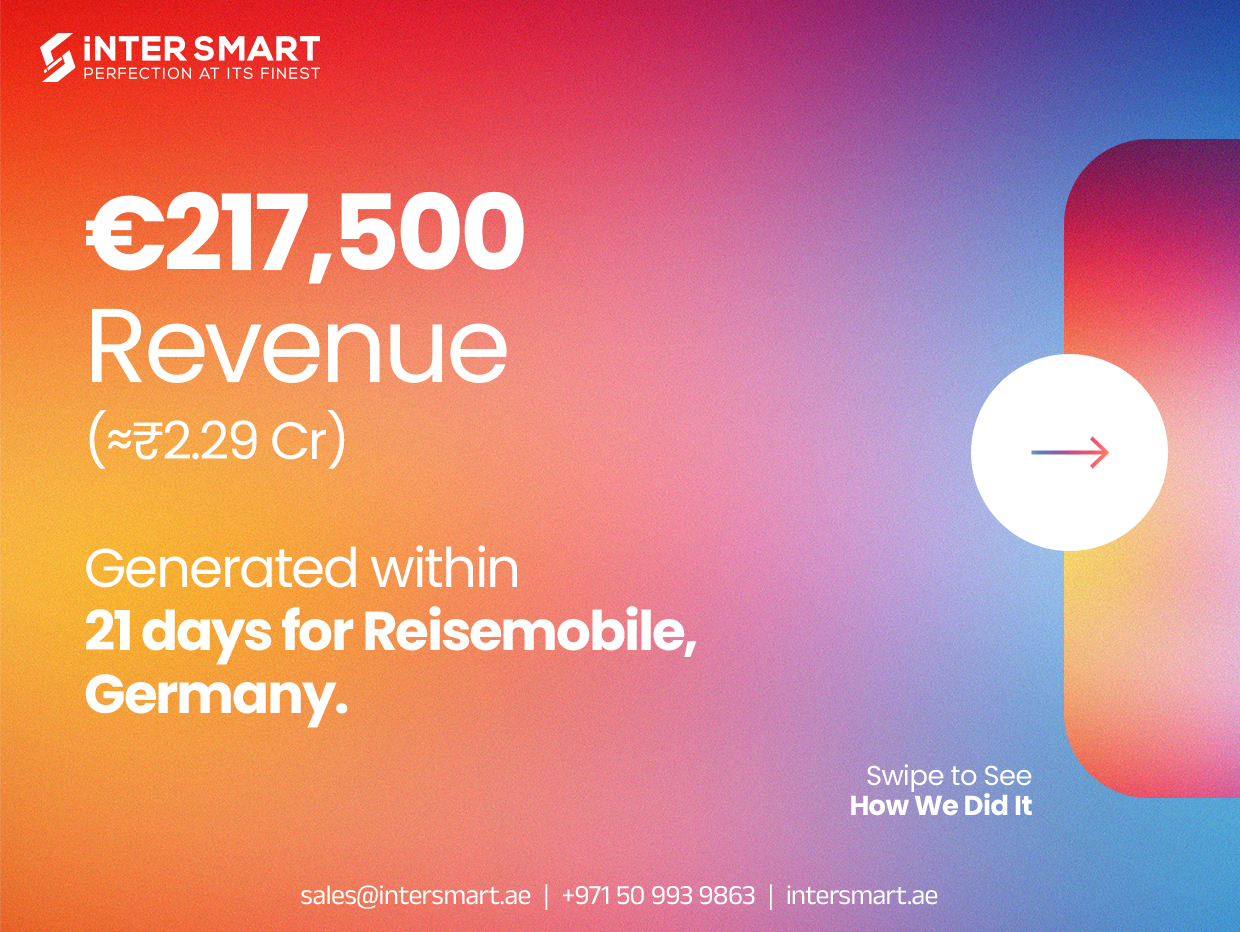 iNTER SMART
PERFECTION AT ITS FINEST
€217,500
Revenue
(≈₹2.29 Cr)
Generated within
21 days for Reisemobile,
Germany.
Swipe to See
How We Did It
sales@intersmart.ae | +971 50 993 9863 | intersmart.ae